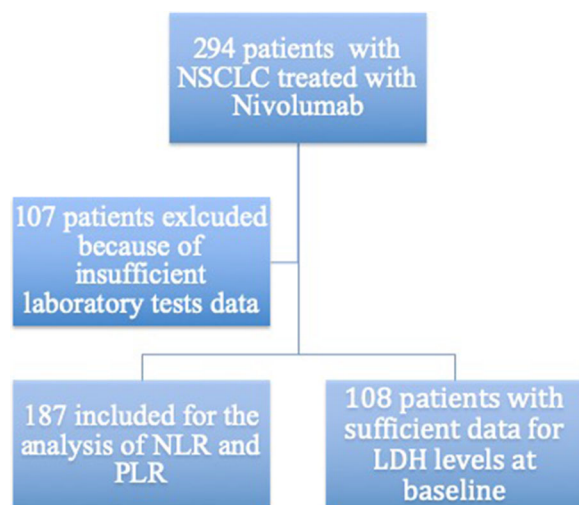 294 patients with
NSCLC treated with
Nivolumab
107 patients exlcuded
because of
insufficient
laboratory tests data
187 included for the
analysis of NLR and
PLR
108 patients with
sufficient data for
LDH levels at
baseline